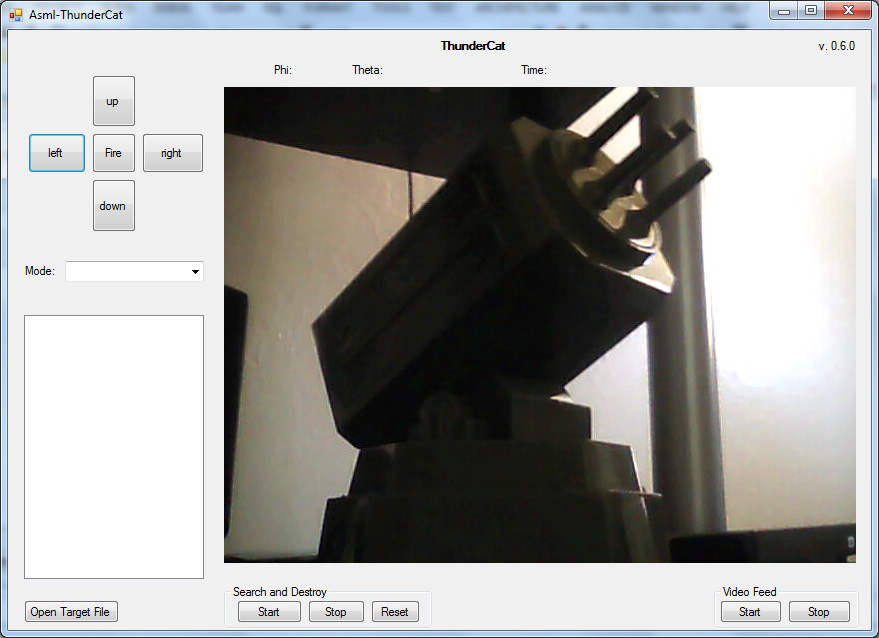 Asml-ThunderCat
ThunderCat
v. 0.6.0
Phi:
Theta:
Time:
up
left
Fire
right
down
Mode:
Open Target File
Search and Destroy
Start
Stop
Reset
Video Feed
Start
Stop